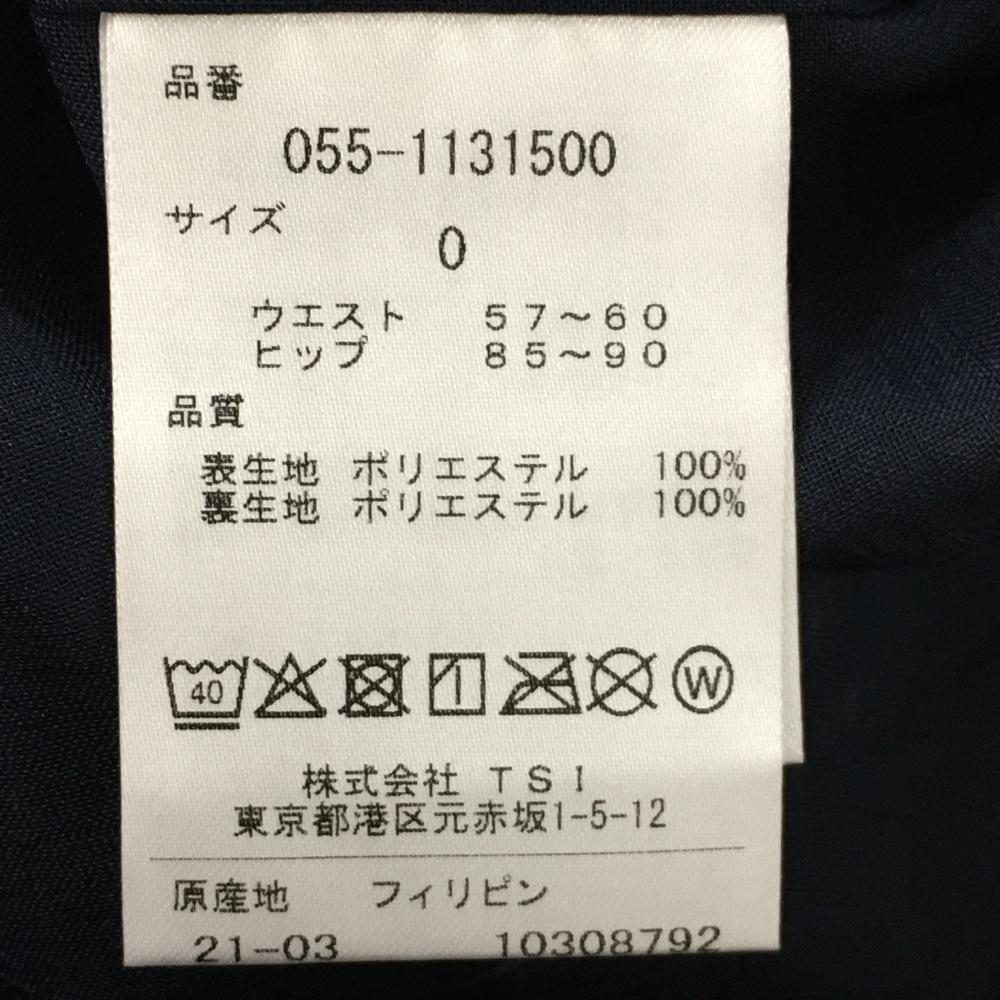 品番
055-1131500
サイズ
0
ウエスト 57〜60
ヒップ 85〜90
品質
表生地 ポリエステル 100%
裏生地 ポリエステル 100%
40 W
株式会社 TSI
東京都港区元赤坂1-5-12
原産地 フィリピン
21-03 10308792